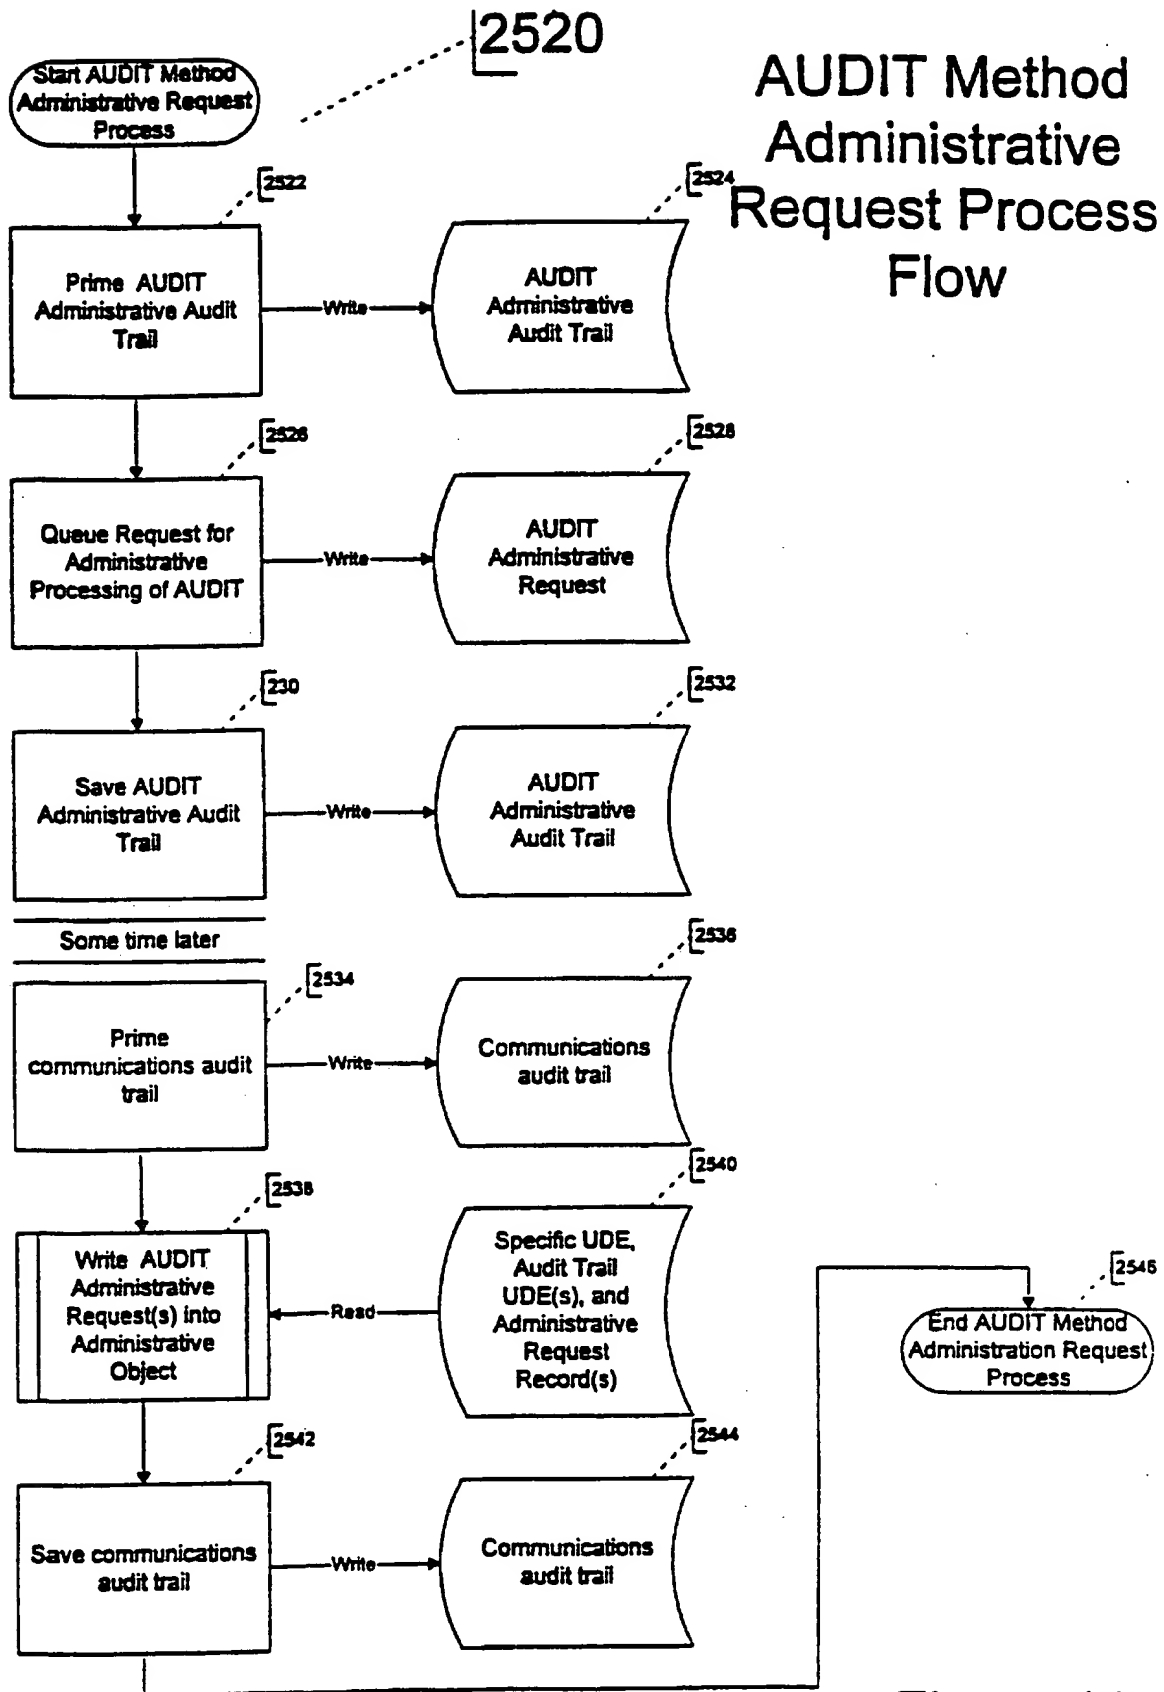 2520
AUDIT Method
Administrative
Request Process
Flow
Start AUDIT Method
Administrative Request
Process
2522
Prime AUDIT
Administrative Audit
Trail
Write
2524
AUDIT
Administrative
Audit Trail
2526
Queue Request for
Administrative
Processing of AUDIT
Write
2528
AUDIT
Administrative
Request
230
Save AUDIT
Administrative Audit
Trail
Write
2532
AUDIT
Administrative
Audit Trail
Some time later
2534
Prime
communications audit
trail
Write
2536
Communications
audit trail
2538
Write AUDIT
Administrative
Request(s) into
Administrative
Object
Read
2540
Specific UDE,
Audit Trail
UDE(s), and
Administrative
Request
Record(s)
2542
Save communications
audit trail
Write
2544
Communications
audit trail
2546
End AUDIT Method
Administration Request
Process